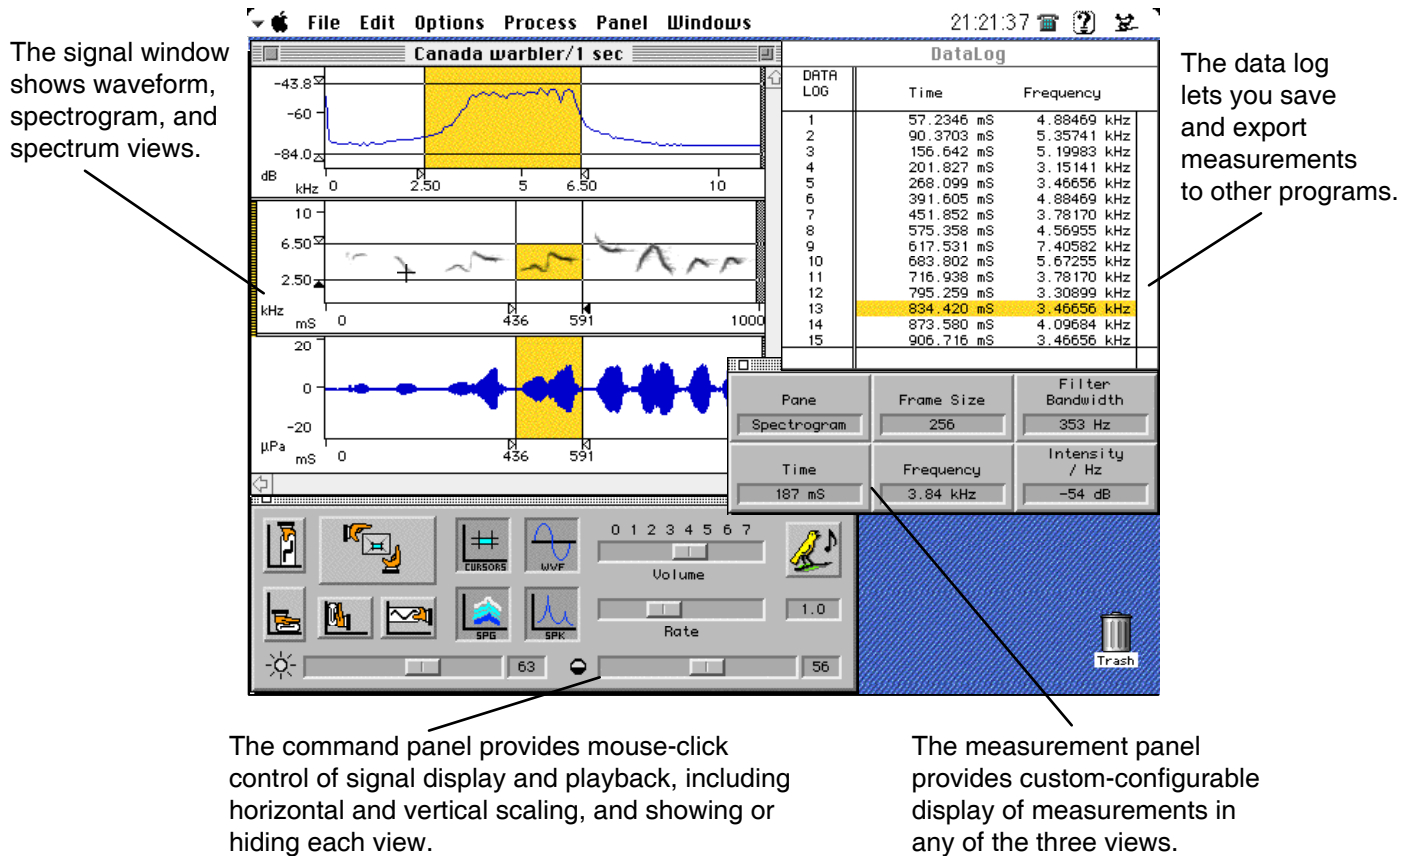 File Edit Options Process Panel Windows 21:21:37
The signal window
shows waveform,
spectrogram, and
spectrum views.
Canada warbler/1 sec
-43.8
-60
-84.0
dB
kHz 0 2.50 5 6.50 10
10
6.50
2.50
kHz
mS 0 436 591 1000
20
0
-20
µPa
mS 0 436 591
DataLog
DATA
LOG Time Frequency
1 57.2346 mS 4.88469 kHz
2 90.3703 mS 5.35741 kHz
3 156.642 mS 5.19983 kHz
4 201.827 mS 3.15141 kHz
5 268.099 mS 3.46656 kHz
6 391.605 mS 4.88469 kHz
7 451.852 mS 3.78170 kHz
8 575.358 mS 4.56955 kHz
9 617.531 mS 7.40582 kHz
10 683.802 mS 5.67255 kHz
11 716.938 mS 3.78170 kHz
12 795.259 mS 3.30899 kHz
13 834.420 mS 3.46656 kHz
14 873.580 mS 4.09684 kHz
15 906.716 mS 3.46656 kHz
The data log
lets you save
and export
measurements
to other programs.
Pane
Spectrogram
Frame Size
256
Filter
Bandwidth
353 Hz
Time
187 mS
Frequency
3.84 kHz
Intensity
/ Hz
-54 dB
CURSORS
WVF
SPG
SPK
0 1 2 3 4 5 6 7
Volume
Rate
1.0
63
56
Trash
The command panel provides mouse-click
control of signal display and playback, including
horizontal and vertical scaling, and showing or
hiding each view.
The measurement panel
provides custom-configurable
display of measurements in
any of the three views.